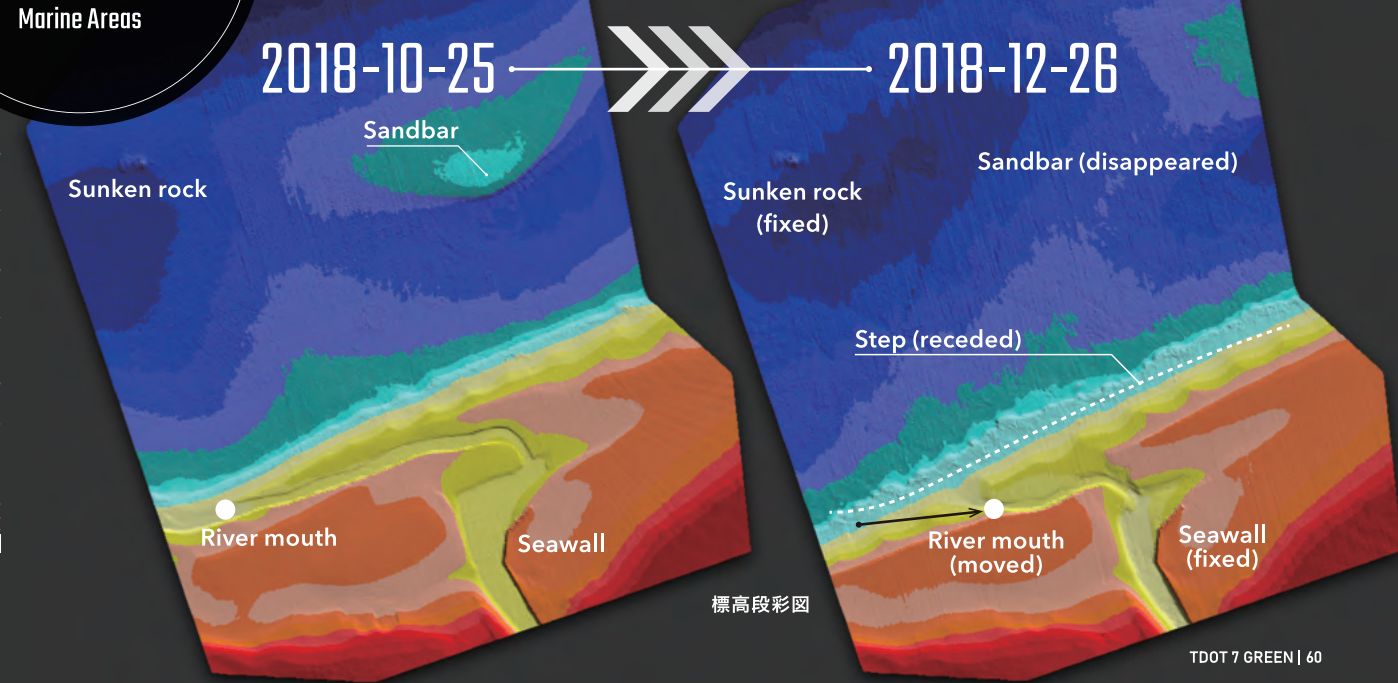 Marine Areas
2018-10-25
2018-12-26
Sandbar
Sunken rock
River mouth
Seawall
Sandbar (disappeared)
Sunken rock
(fixed)
Step (receded)
River mouth
(moved)
Seawall
(fixed)
標高段彩図
TDOT 7 GREEN | 60